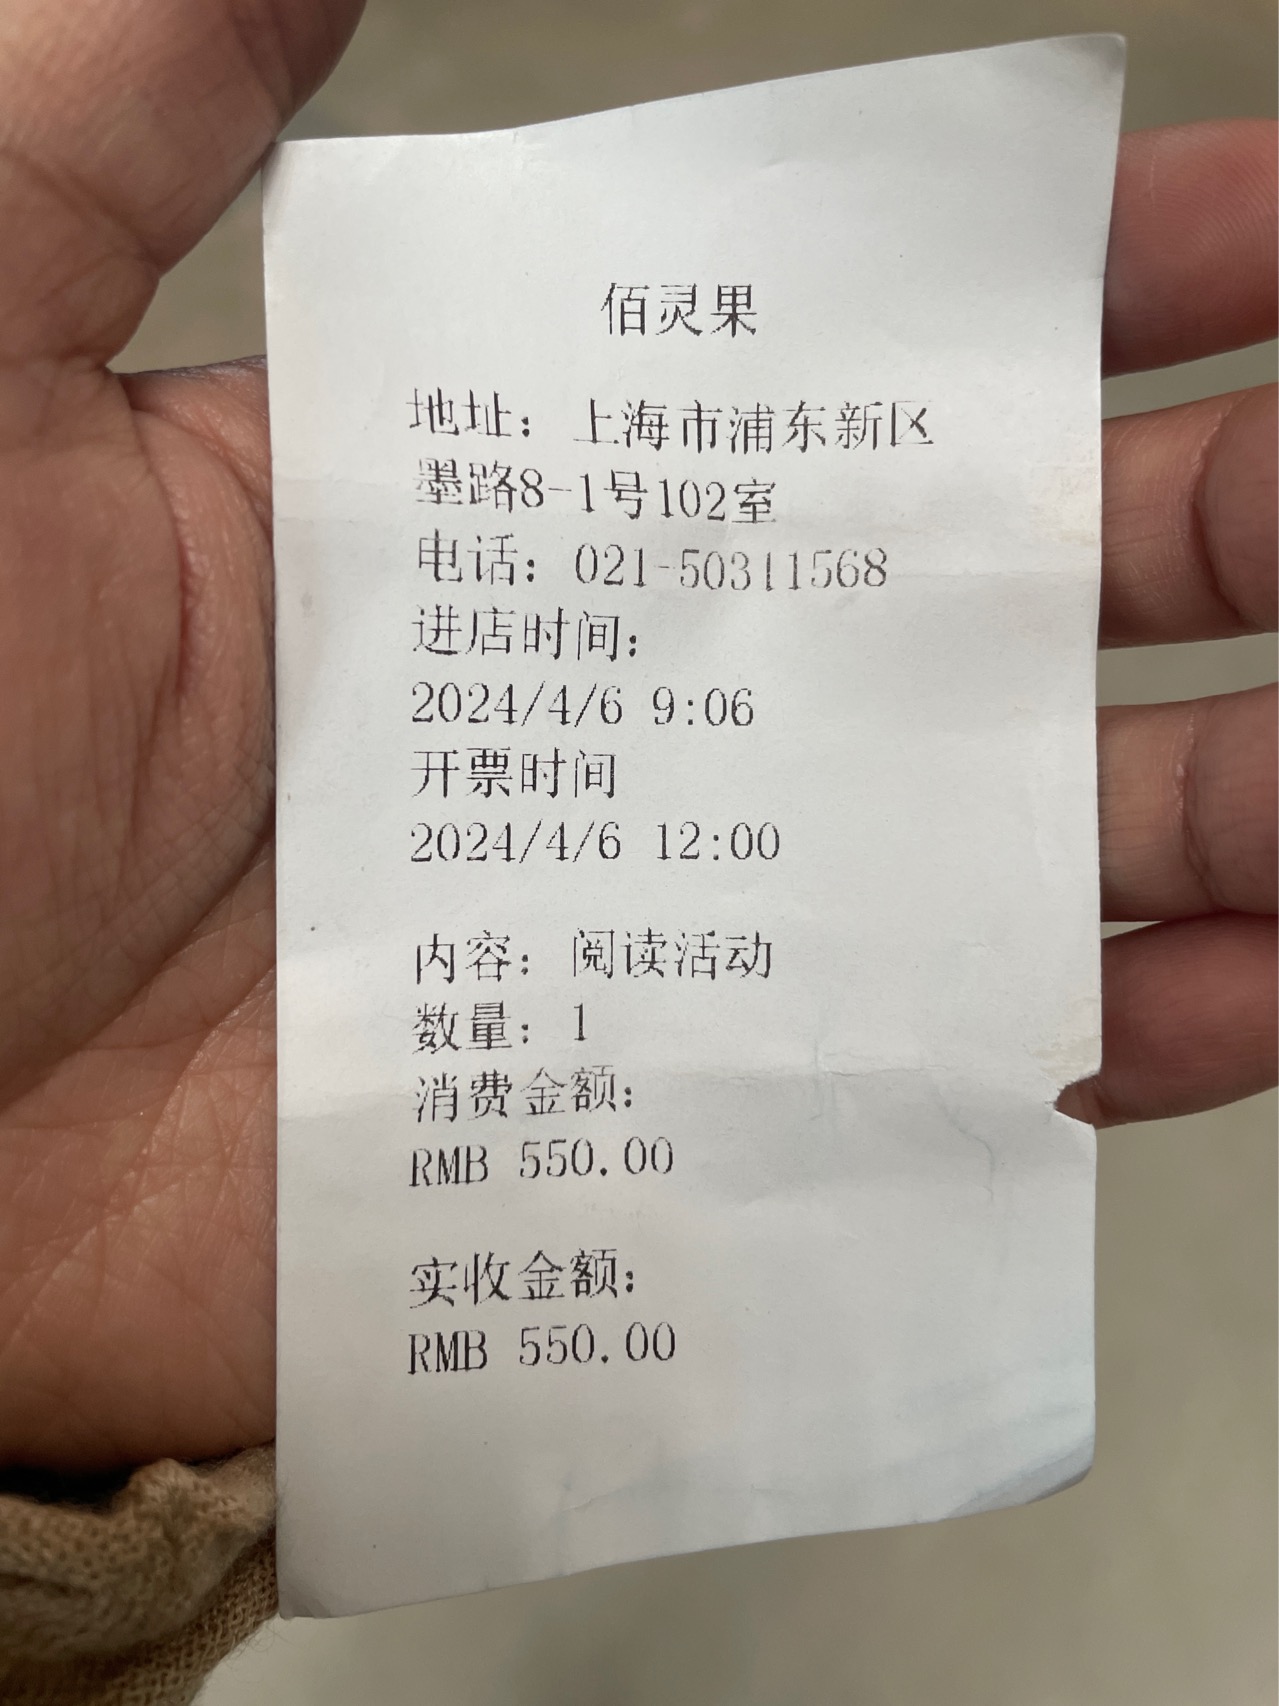 佰灵果
地址：上海市浦东新区
墨路8-1号102室
电话：021-50311568
进店时间：
2024/4/6 9:06
开票时间
2024/4/6 12:00
内容：阅读活动
数量：1
消费金额：
RMB 550.00
实收金额：
RMB 550.00